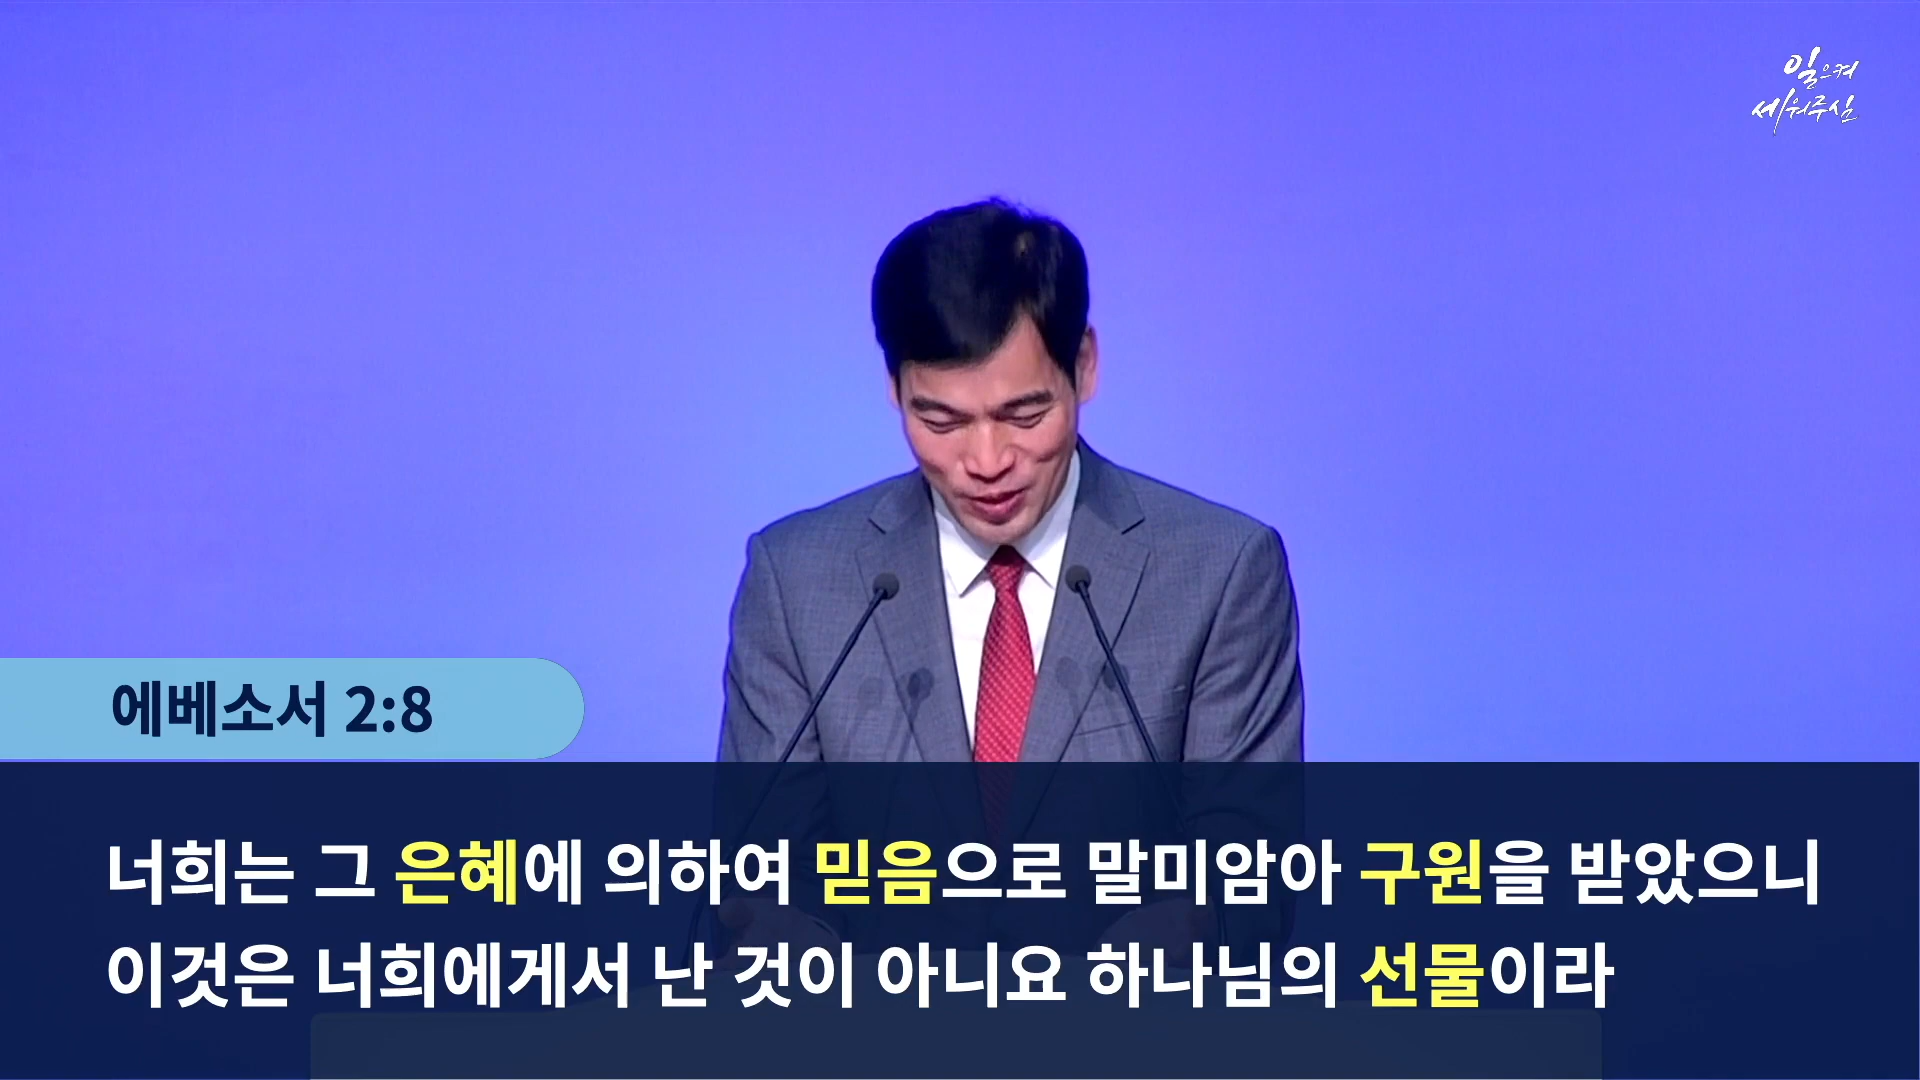 일으켜
세워주심
에베소서 2:8
너희는 그 은혜에 의하여 믿음으로 말미암아 구원을 받았으니
이것은 너희에게서 난 것이 아니요 하나님의 선물이라